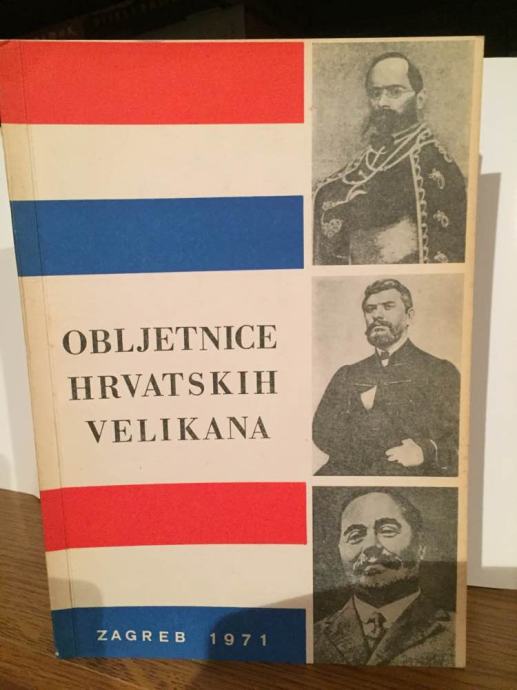 OBLJETNICE
HRVATSKIH
VELIKANA
ZAGREB 1971